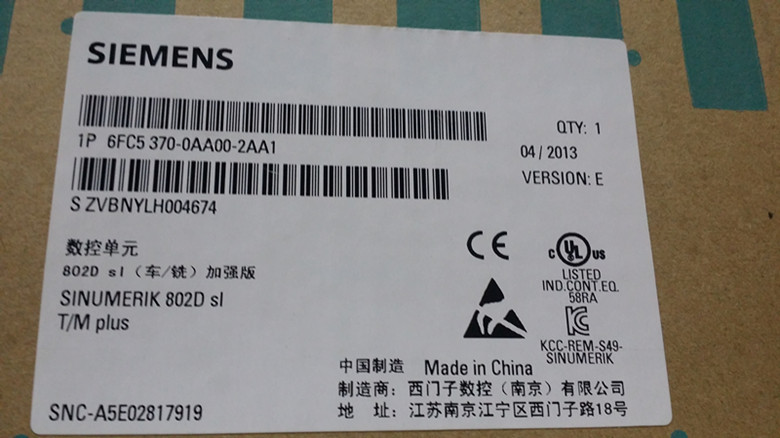 SIEMENS
1P 6FC5 370-0AA00-2AA1
QTY: 1
04 / 2013
VERSION: E
S ZVBNYLH004674
数控单元
802D sl（车/铣）加强版
SINUMERIK 802D sl
T/M plus
CE
C UL US
LISTED
IND.CONT.EQ.
58RA
KCC-REM-S49-
SINUMERIK
中国制造 Made in China
制造商: 西门子数控（南京）有限公司
地 址: 江苏南京江宁区西门子路18号
SNC-A5E02817919